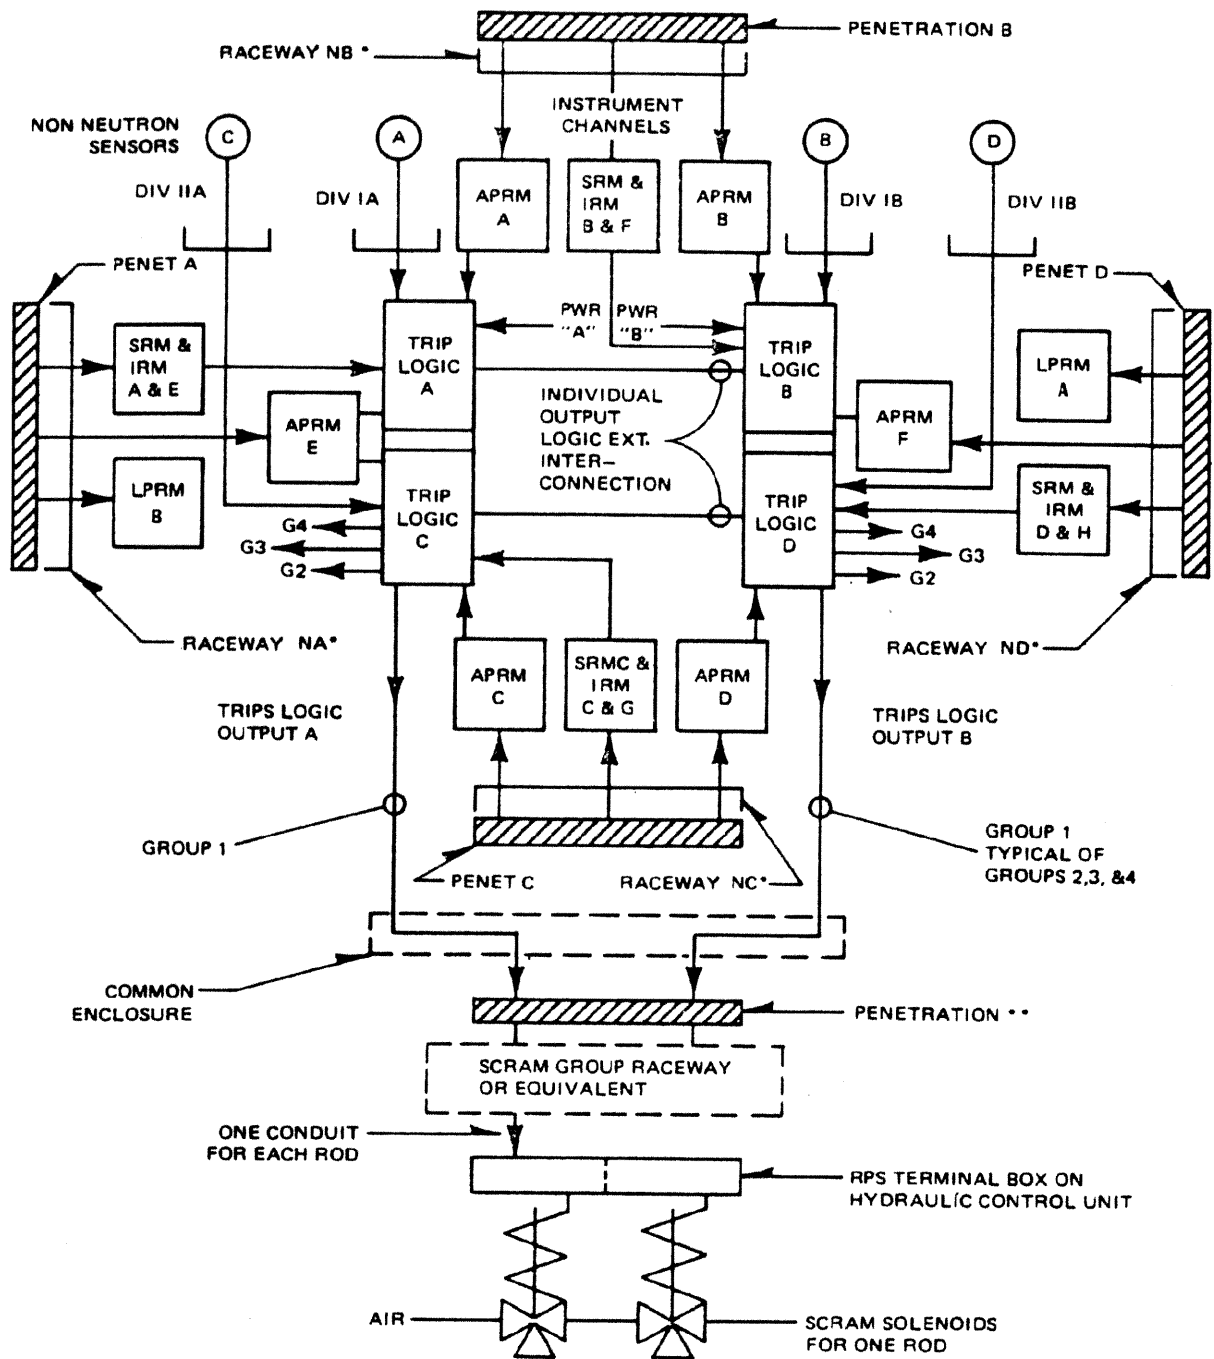 PENETRATION B
RACEWAY NB *
NON NEUTRON
SENSORS
C
A
INSTRUMENT
CHANNELS
B
D
DIV IIA
DIV IA
APRM
A
SRM &
IRM
B & F
APRM
B
DIV IB
DIV IIB
PENET A
PENET D
PWR
"A"
PWR
"B"
SRM &
IRM
A & E
TRIP
LOGIC
A
TRIP
LOGIC
B
LPRM
A
APRM
E
INDIVIDUAL
OUTPUT
LOGIC EXT.
INTER-
CONNECTION
APRM
F
LPRM
B
TRIP
LOGIC
C
TRIP
LOGIC
D
SRM &
IRM
D & H
G4
G3
G2
G4
G3
G2
RACEWAY NA*
RACEWAY ND*
APRM
C
SRMC &
IRM
C & G
APRM
D
TRIPS LOGIC
OUTPUT A
TRIPS LOGIC
OUTPUT B
GROUP 1
GROUP 1
TYPICAL OF
GROUPS 2,3, &4
PENET C
RACEWAY NC*
COMMON
ENCLOSURE
PENETRATION **
SCRAM GROUP RACEWAY
OR EQUIVALENT
ONE CONDUIT
FOR EACH ROD
RPS TERMINAL BOX ON
HYDRAULIC CONTROL UNIT
AIR
SCRAM SOLENOIDS
FOR ONE ROD